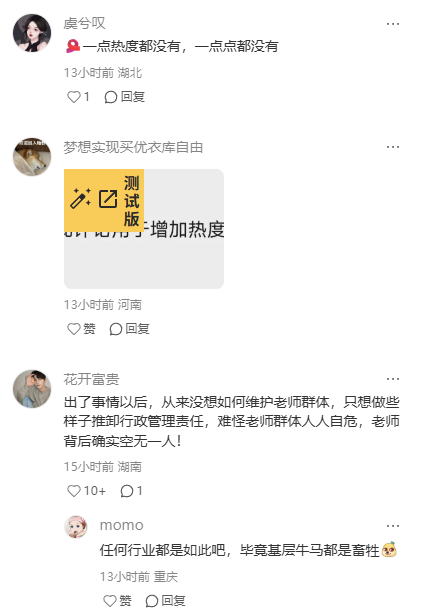 虞兮叹
一点热度都没有，一点点都没有
13小时前 湖北
1 回复
梦想实现买优衣库自由
测试版
用于增加热度
13小时前 河南
赞 回复
花开富贵
出了事情以后，从来没想如何维护老师群体，只想做些
样子推卸行政管理责任，难怪老师群体人人自危，老师
背后确实空无一人！
15小时前 湖南
10+ 1
momo
任何行业都是如此吧，毕竟基层牛马都是畜牲
13小时前 重庆
赞 回复